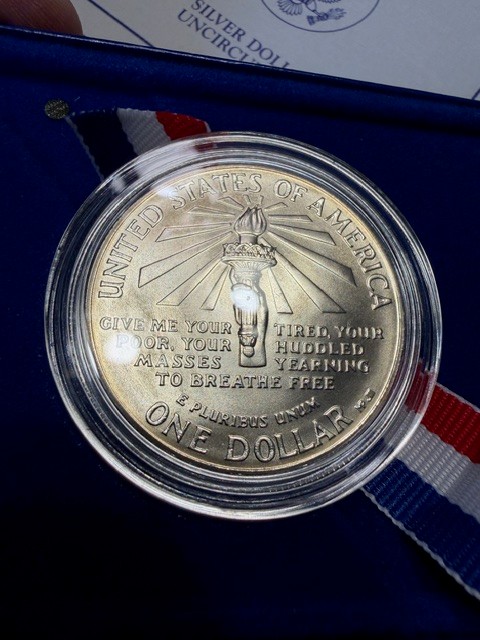 SILVER DOLL
UNCIRCU
UNITED STATES OF AMERICA
GIVE ME YOUR TIRED, YOUR
POOR, YOUR HUDDLED
MASSES YEARNING
TO BREATHE FREE
E PLURIBUS UNUM
ONE DOLLAR